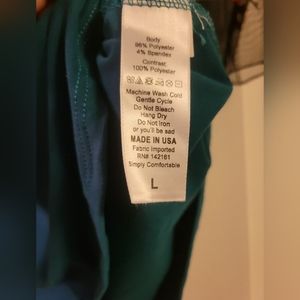 Body
96% Polyester
4% Spandex
Contrast
100% Polyester
Machine Wash Cold
Gentle Cycle
Do Not Bleach
Hang Dry
Do Not Iron
or you'll be sad
MADE IN USA
Fabric Imported
RN# 142161
Simply Comfortable
L